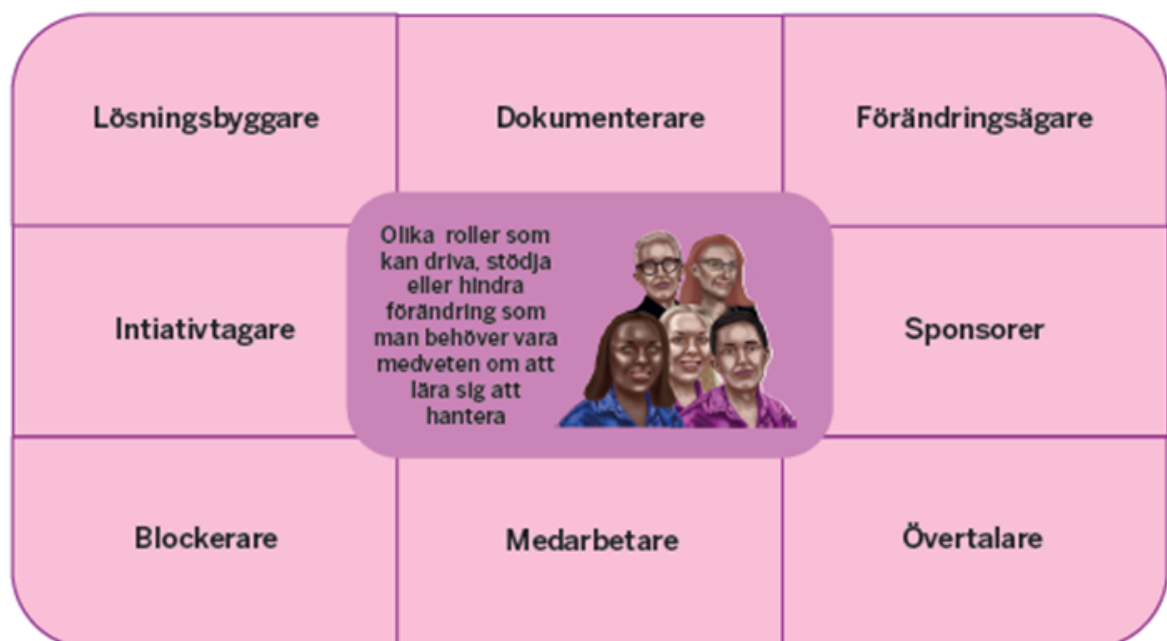 Lösningsbyggare
Dokumenterare
Förändringsägare
Intiativtagare
Olika roller som
kan driva, stödja
eller hindra
förändring som
man behöver vara
medveten om att
lära sig att
hantera
Sponsorer
Blockerare
Medarbetare
Övertalare